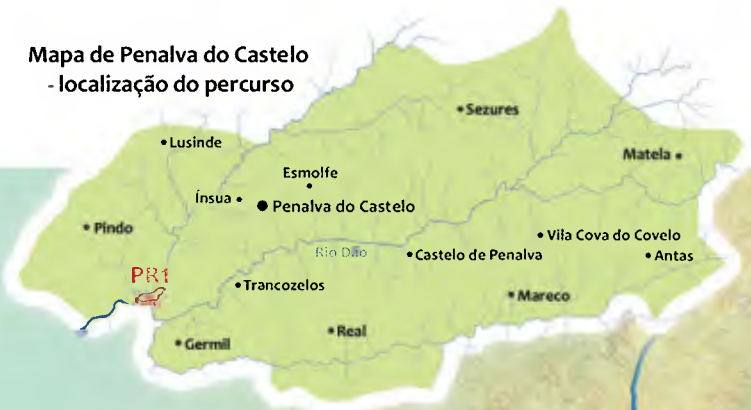 Mapa de Penalva do Castelo
- localização do percurso
Sezures
Lusinde
Matela
Esmolfe
Ínsua
Penalva do Castelo
Pindo
Vila Cova do Covelo
Rio Dão
Castelo de Penalva
Antas
PR1
Trancozelos
Mareco
Real
Germil